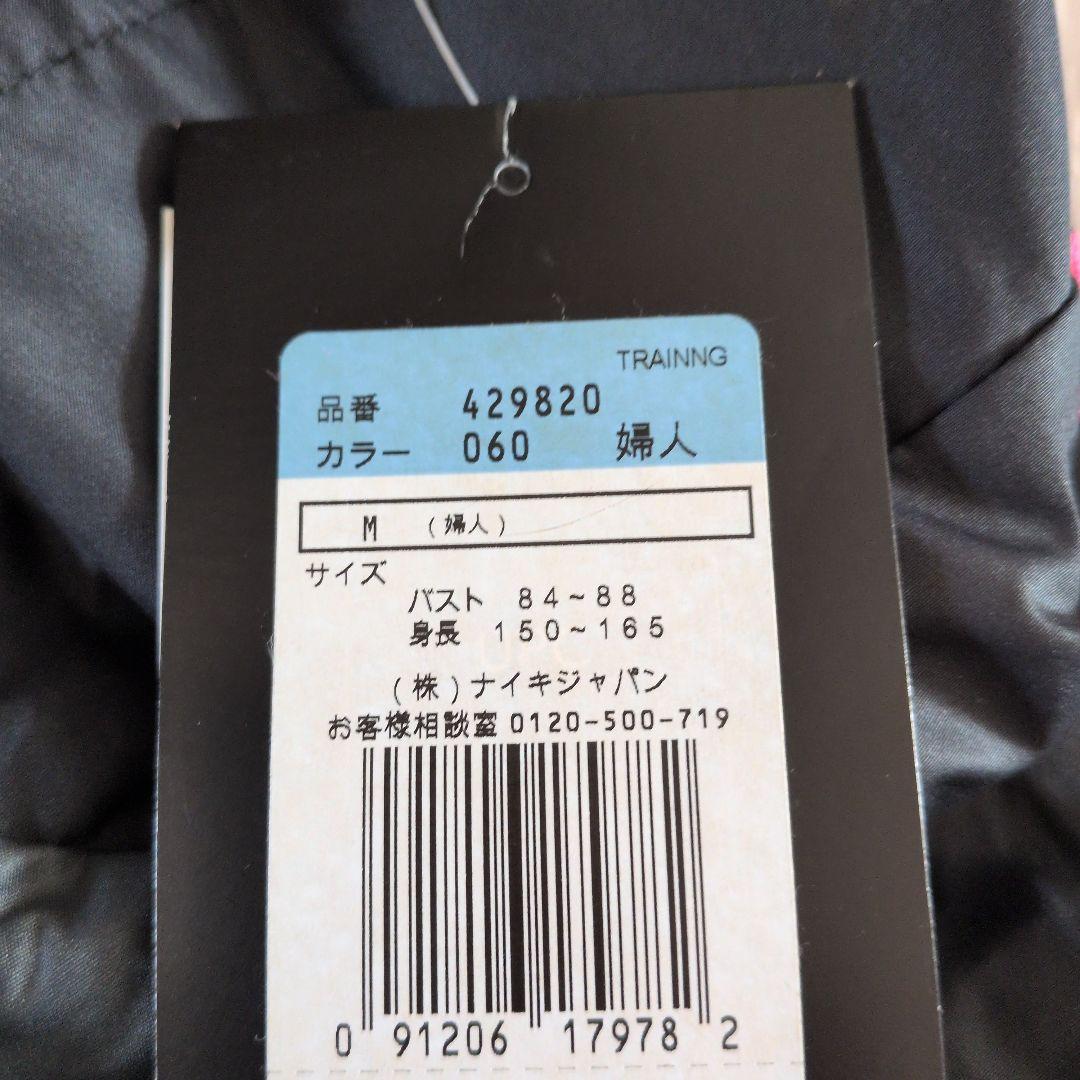 TRAINNG
品番 429820
カラー 060 婦人
M (婦人)
サイズ
バスト 84~88
身長 150~165
(株)ナイキジャパン
お客様相談室 0120-500-719
0 91206 17978 2